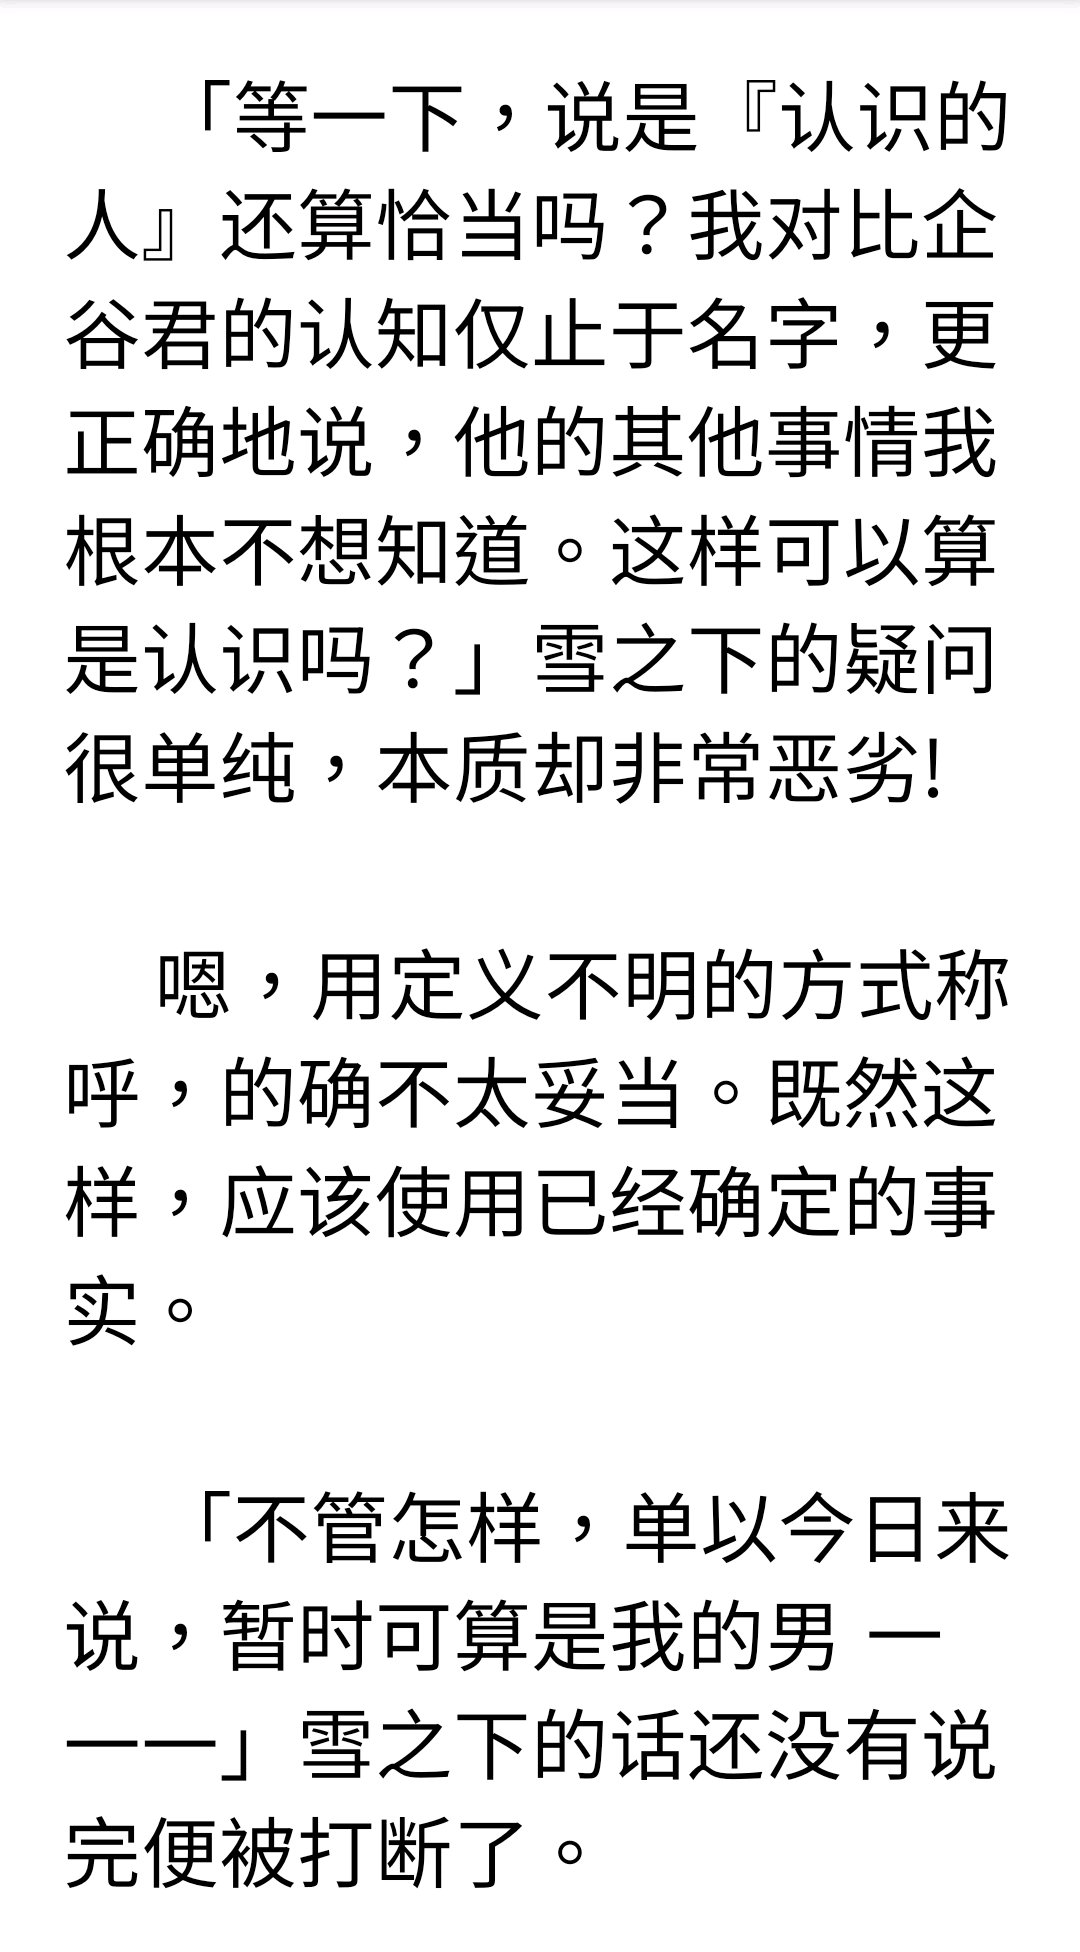 「等一下，说是『认识的
人』还算恰当吗？我对比企
谷君的认知仅止于名字，更
正确地说，他的其他事情我
根本不想知道。这样可以算
是认识吗？」雪之下的疑问
很单纯，本质却非常恶劣!
嗯，用定义不明的方式称
呼，的确不太妥当。既然这
样，应该使用已经确定的事
实。
「不管怎样，单以今日来
说，暂时可算是我的男 一
一一」雪之下的话还没有说
完便被打断了。